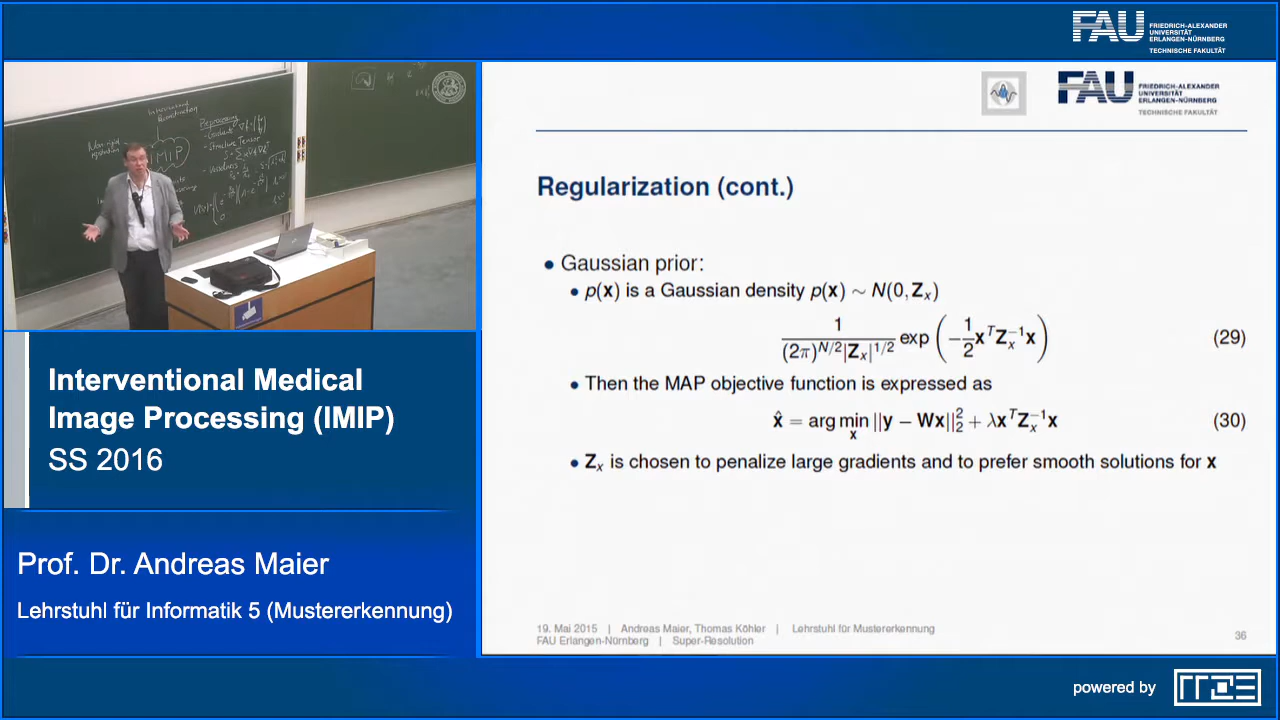 FAU FRIEDRICH-ALEXANDER
UNIVERSITÄT
ERLANGEN-NÜRNBERG
TECHNISCHE FAKULTÄT
Interventional
Non-rigid
IMIP
Preprocessing
- Structure Tensor
Interventional Medical
Image Processing (IMIP)
SS 2016
Prof. Dr. Andreas Maier
Lehrstuhl für Informatik 5 (Mustererkennung)
FAU FRIEDRICH-ALEXANDER
UNIVERSITÄT
ERLANGEN-NÜRNBERG
TECHNISCHE FAKULTÄT
Regularization (cont.)
• Gaussian prior:
• p(x) is a Gaussian density p(x) ∼ N(0, Z_x)
1 / ((2π)^{N/2} |Z_x|^{1/2}) exp (−1/2 x^T Z_x^{−1} x) (29)
• Then the MAP objective function is expressed as
x̂ = arg min_x ||y − Wx||_2^2 + λx^T Z_x^{−1} x (30)
• Z_x is chosen to penalize large gradients and to prefer smooth solutions for x
19. Mai 2015 | Andreas Maier, Thomas Köhler | Lehrstuhl für Mustererkennung
FAU Erlangen-Nürnberg | Super-Resolution
36
powered by